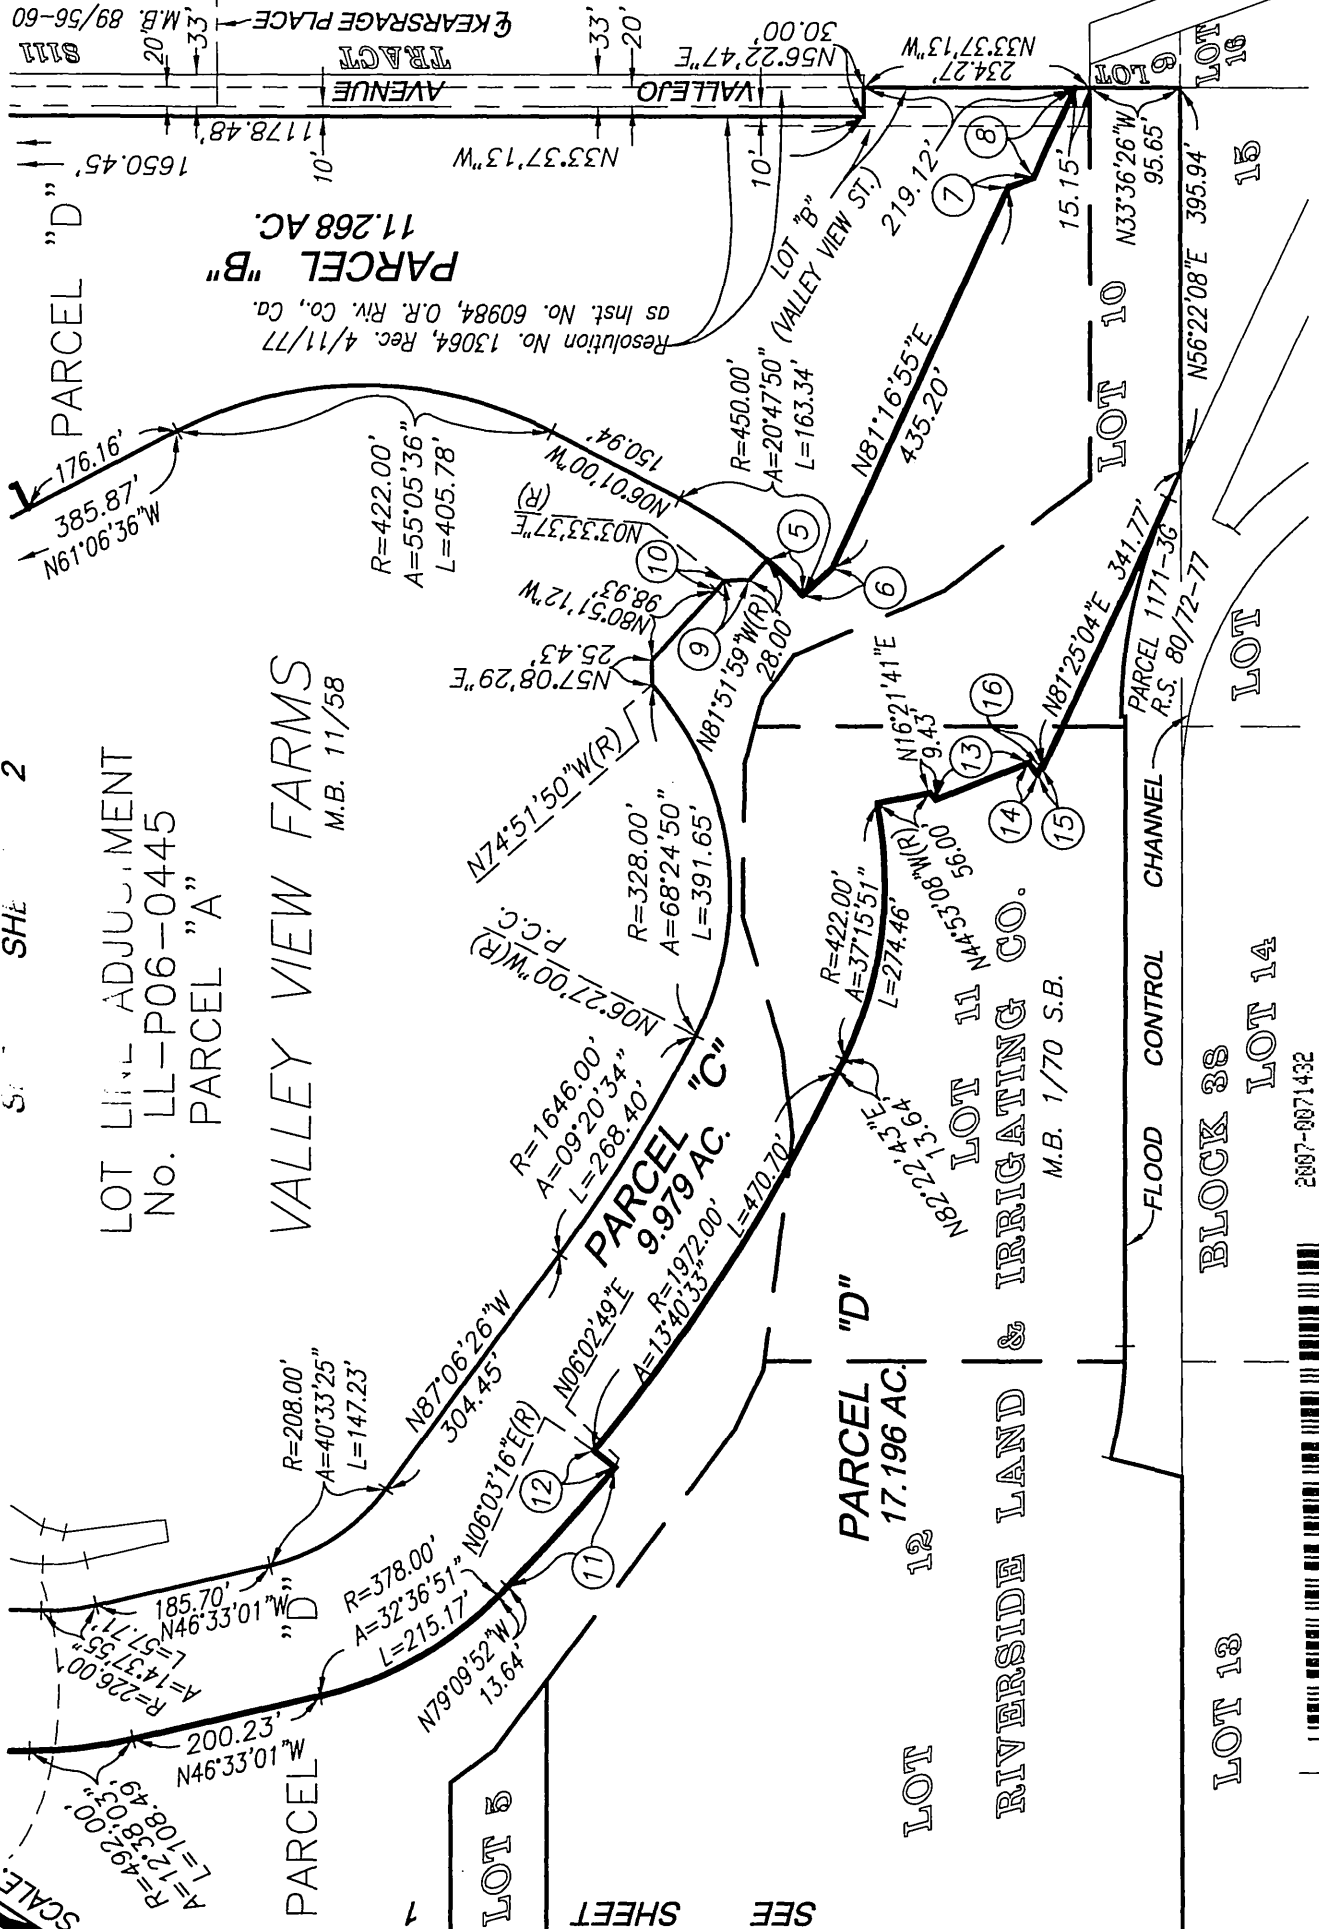 SHE 2
LOT LINE ADJU MENT
No. LL-P06-0445
PARCEL "A"
VALLEY VIEW FARMS
M.B. 11/58
SCALE:
R=492.00'
A=12°38'03"
L=108.49'
R=226.00'
A=14°37'55"
L=57.71'
185.70'
N46°33'01"W
200.23'
N46°33'01"W
PARCEL "D"
R=208.00'
A=40°33'25"
L=147.23'
R=378.00'
A=32°36'51"
L=215.17'
N87°06'26"W
304.45'
N06°03'16"E(R)
N79°09'52"W
13.64'
11
12
N06°02'49"E
R=1646.00'
A=09°20'34"
L=268.40'
PARCEL "C"
9.979 AC.
R=1972.00'
A=13°40'33"
L=470.70'
N06°27'00"W(R)
P.C.C.
R=328.00'
A=68°24'50"
L=391.65'
N74°51'50"W(R)
N57°08'29"E
25.43'
N80°51'12"W
98.93'
9
10
N03°33'37"E
(R)
N81°51'59"W(R)
28.00'
5
6
R=450.00'
A=20°47'50"
L=163.34'
N06°01'00"W
150.94'
R=422.00'
A=55°05'36"
L=405.78'
1
176.16'
385.87'
N19°06'36"W
PARCEL "D"
PARCEL "B"
11.268 AC.
Resolution No. 13064, Rec. 4/11/77
as Inst. No. 60984, O.R. Riv. Co., Ca.
LOT "B"
(VALLEY VIEW ST.)
1650.45'
1178.48'
N33°37'13"W
10'
10'
VALLEJO AVENUE
TRACT S111
M.B. 89/56-60
℄ KEARSRAGE PLACE
33'
20'
33'
20'
N56°22'47"E
30.00'
N33°37'13"W
234.27'
219.12'
15.15'
7
8
N81°16'55"E
435.20'
LOT 9
LOT 16
N33°36'26"W
95.65'
N56°22'08"E 395.94'
15
LOT 10
N81°25'04"E 341.77'
PARCEL 1171-3G
R.S. 80/72-77
LOT
N82°22'43"E
13.64'
R=422.00'
A=37°15'51"
L=274.46'
N44°53'08"W(R)
56.00'
N16°21'41"E
9.43'
13
14
15
16
LOT 11
PARCEL "D"
17.196 AC.
LOT 12
RIVERSIDE LAND & IRRIGATING CO.
M.B. 1/70 S.B.
FLOOD CONTROL CHANNEL
BLOCK 38
LOT 14
LOT 13
LOT 5
SEE SHEET 1
2007-0071432